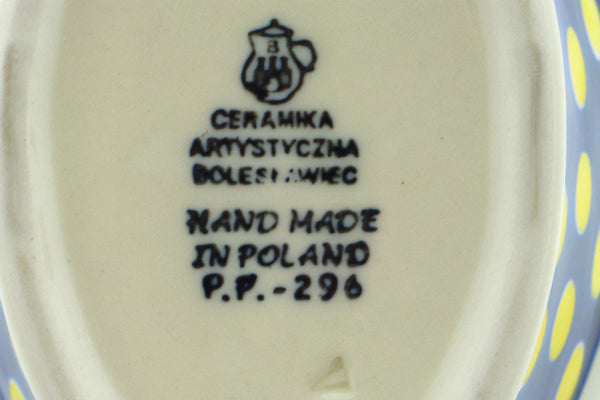 B
CERAMIKA
ARTYSTYCZNA
BOLESŁAWIEC
HAND MADE
IN POLAND
P.P.-296